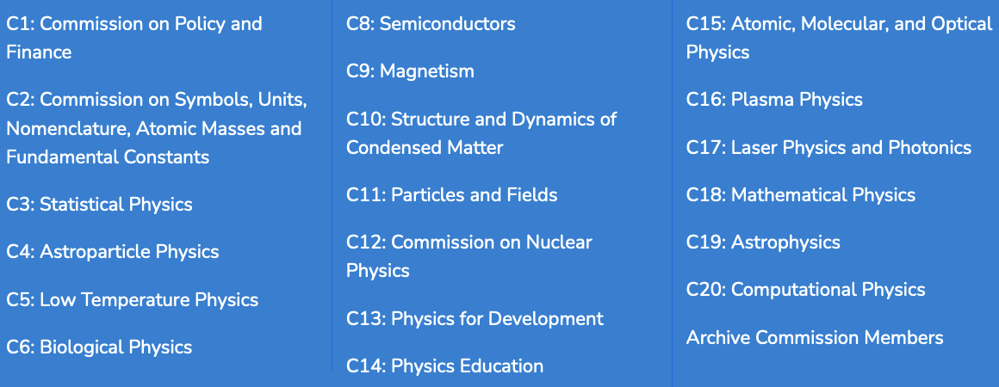 C1: Commission on Policy and
Finance
C2: Commission on Symbols, Units,
Nomenclature, Atomic Masses and
Fundamental Constants
C3: Statistical Physics
C4: Astroparticle Physics
C5: Low Temperature Physics
C6: Biological Physics
C8: Semiconductors
C9: Magnetism
C10: Structure and Dynamics of
Condensed Matter
C11: Particles and Fields
C12: Commission on Nuclear
Physics
C13: Physics for Development
C14: Physics Education
C15: Atomic, Molecular, and Optical
Physics
C16: Plasma Physics
C17: Laser Physics and Photonics
C18: Mathematical Physics
C19: Astrophysics
C20: Computational Physics
Archive Commission Members